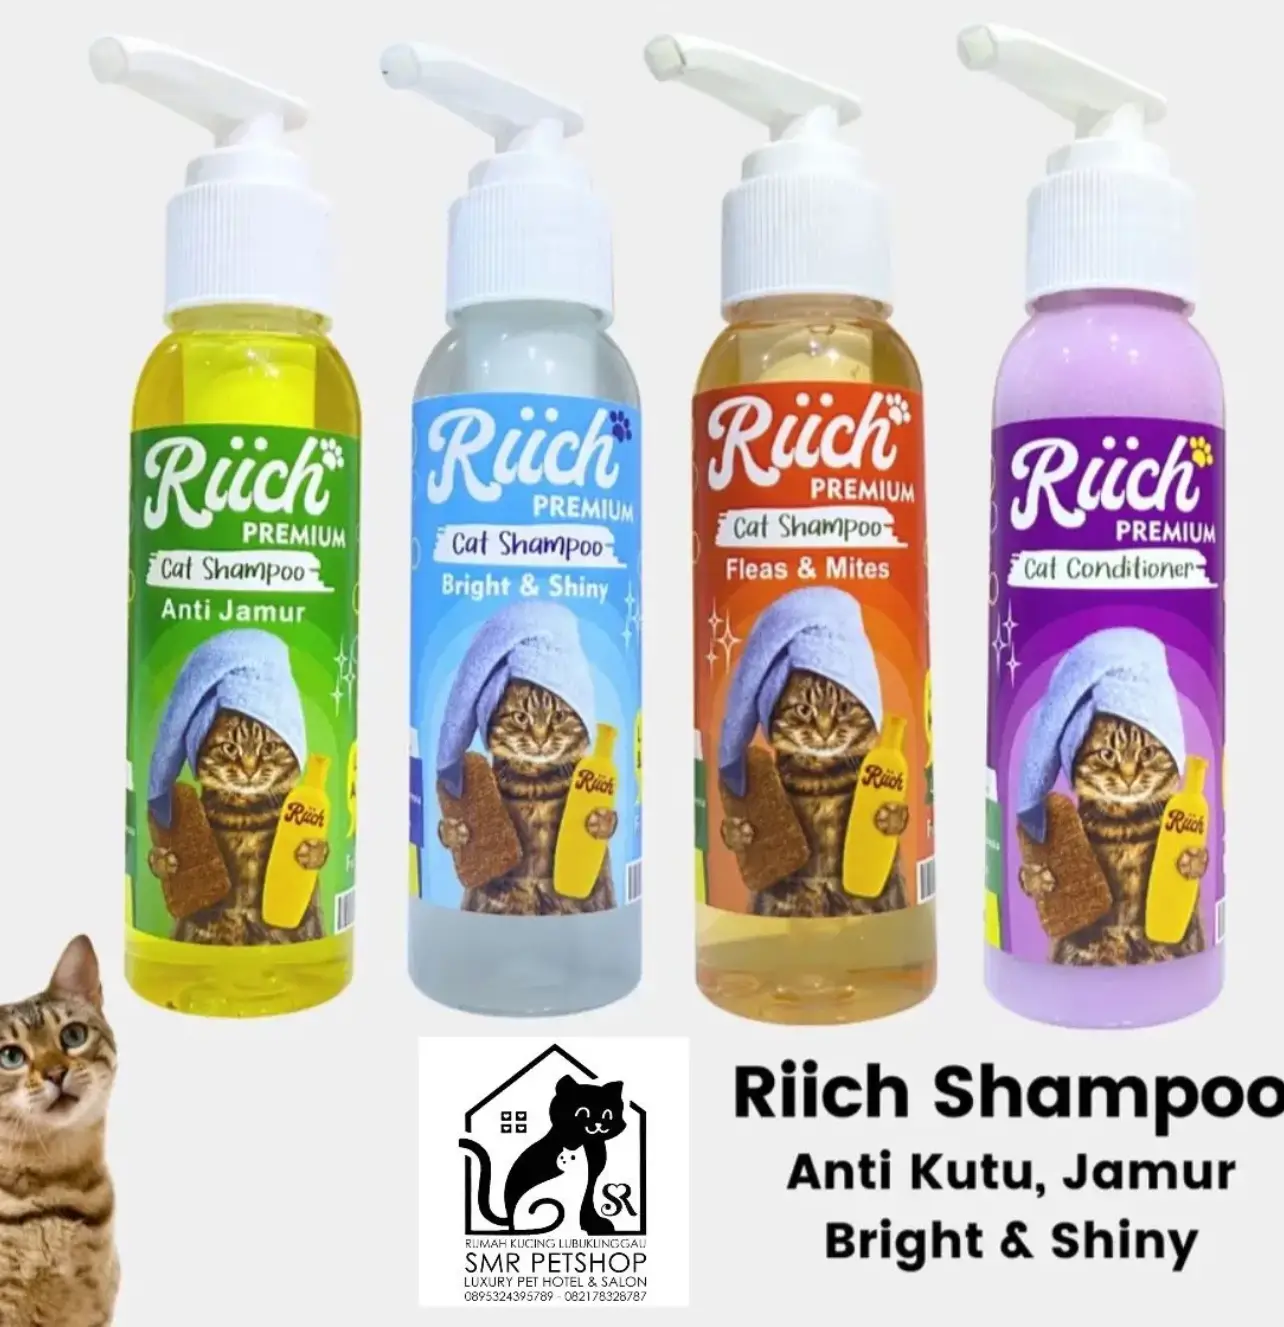 Riich
PREMIUM
Cat Shampoo
Anti Jamur
Riich
Riich
PREMIUM
Cat Shampoo
Bright & Shiny
Riich
Riich
PREMIUM
Cat Shampoo
Fleas & Mites
Riich
Riich
PREMIUM
Cat Conditioner
Riich
SR
RUMAH KUCING LUBUKLINGGAU
SMR PETSHOP
LUXURY PET HOTEL & SALON
0895324395789 - 082178328787
Riich Shampoo
Anti Kutu, Jamur
Bright & Shiny